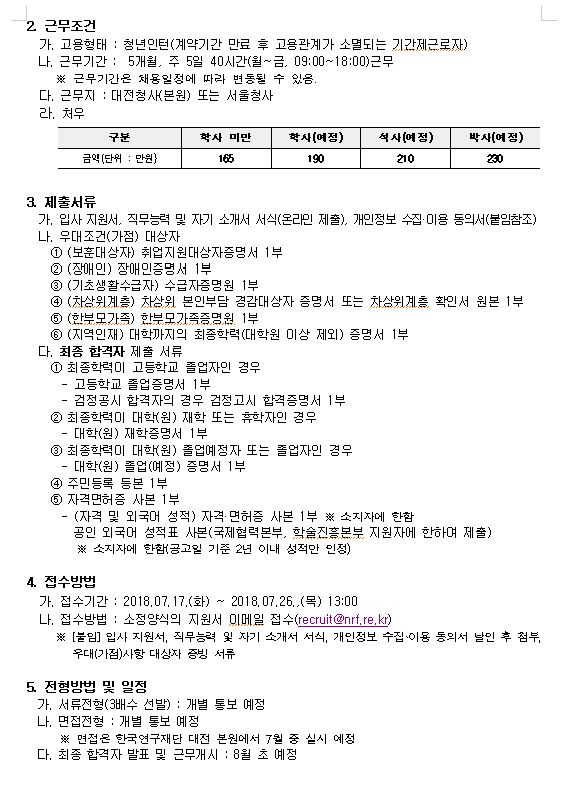 2. 근무조건
가. 고용형태 : 청년인턴(계약기간 만료 후 고용관계가 소멸되는 기간제근로자)
나. 근무기간 : 5개월, 주 5일 40시간(월~금, 09:00~18:00)근무
※ 근무기간은 채용일정에 따라 변동될 수 있음.
다. 근무지 : 대전청사(본원) 또는 서울청사
라. 처우
구분 학사 미만 학사(예정) 석사(예정) 박사(예정)
금액(단위 : 만원) 165 190 210 230
3. 제출서류
가. 입사 지원서, 직무능력 및 자기 소개서 서식(온라인 제출), 개인정보 수집·이용 동의서(붙임참조)
나. 우대조건(가점) 대상자
① (보훈대상자) 취업지원대상자증명서 1부
② (장애인) 장애인증명서 1부
③ (기초생활수급자) 수급자증명원 1부
④ (차상위계층) 차상위 본인부담 경감대상자 증명서 또는 차상위계층 확인서 원본 1부
⑤ (한부모가족) 한부모가족증명원 1부
⑥ (지역인재) 대학까지의 최종학력(대학원 이상 제외) 증명서 1부
다. 최종 합격자 제출 서류
① 최종학력이 고등학교 졸업자인 경우
- 고등학교 졸업증명서 1부
- 검정공시 합격자의 경우 검정고시 합격증명서 1부
② 최종학력이 대학(원) 재학 또는 휴학자인 경우
- 대학(원) 재학증명서 1부
③ 최종학력이 대학(원) 졸업예정자 또는 졸업자인 경우
- 대학(원) 졸업(예정) 증명서 1부
④ 주민등록 등본 1부
⑤ 자격면허증 사본 1부
- (자격 및 외국어 성적) 자격·면허증 사본 1부 ※ 소지자에 한함
공인 외국어 성적표 사본(국제협력본부, 학술진흥본부 지원자에 한하여 제출)
※ 소지자에 한함(공고일 기준 2년 이내 성적만 인정)
4. 접수방법
가. 접수기간 : 2018.07.17.(화) ~ 2018.07.26..(목) 13:00
나. 접수방법 : 소정양식의 지원서 이메일 접수(recruit@nrf.re.kr)
※ [붙임] 입사 지원서, 직무능력 및 자기 소개서 서식, 개인정보 수집·이용 동의서 날인 후 첨부,
우대(가점)사항 대상자 증빙 서류
5. 전형방법 및 일정
가. 서류전형(3배수 선발) : 개별 통보 예정
나. 면접전형 : 개별 통보 예정
※ 면접은 한국연구재단 대전 본원에서 7월 중 실시 예정
다. 최종 합격자 발표 및 근무개시 : 8월 초 예정